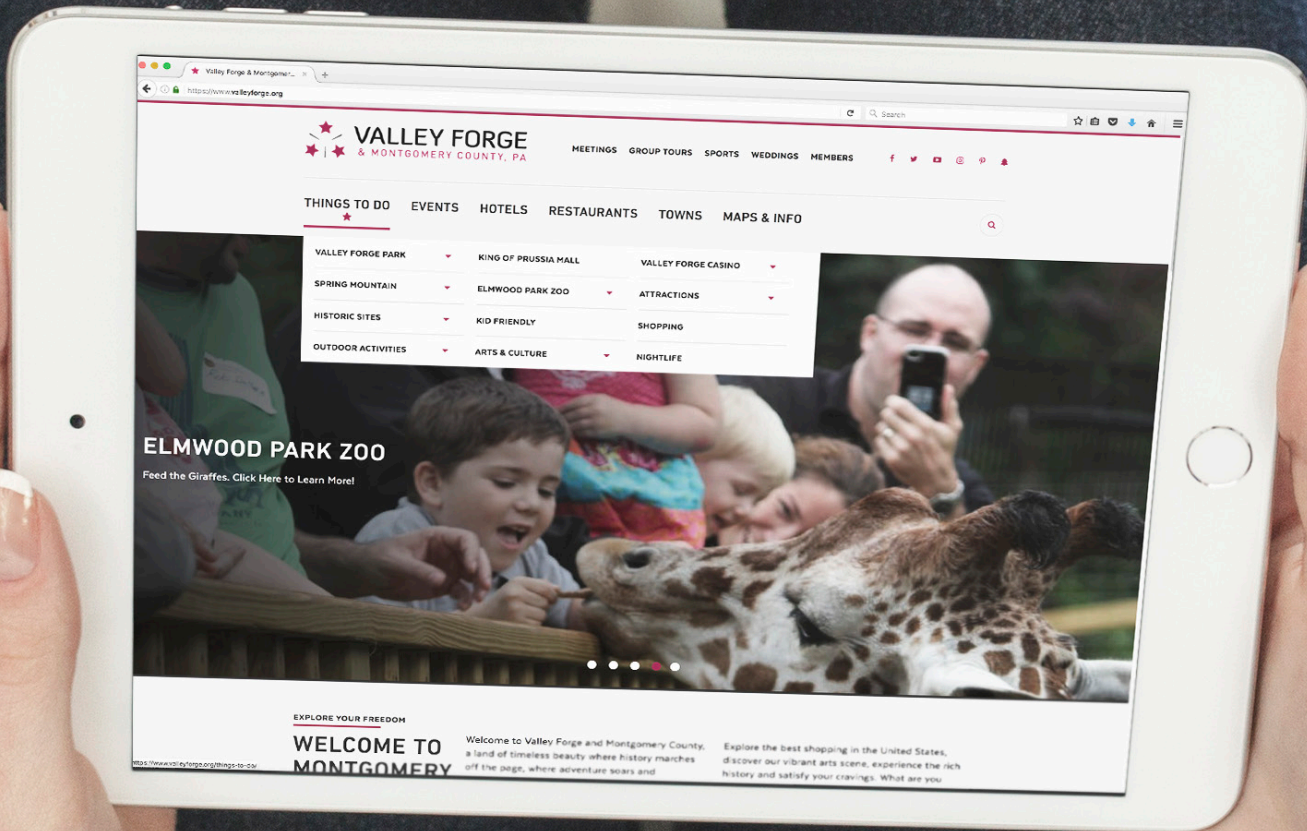 Valley Forge & Montgomer...
https://www.valleyforge.org
Search
VALLEY FORGE
& MONTGOMERY COUNTY, PA
MEETINGS GROUP TOURS SPORTS WEDDINGS MEMBERS
THINGS TO DO EVENTS HOTELS RESTAURANTS TOWNS MAPS & INFO
VALLEY FORGE PARK KING OF PRUSSIA MALL VALLEY FORGE CASINO
SPRING MOUNTAIN ELMWOOD PARK ZOO ATTRACTIONS
HISTORIC SITES KID FRIENDLY SHOPPING
OUTDOOR ACTIVITIES ARTS & CULTURE NIGHTLIFE
ELMWOOD PARK ZOO
Feed the Giraffes. Click Here to Learn More!
EXPLORE YOUR FREEDOM
WELCOME TO
MONTGOMERY
Welcome to Valley Forge and Montgomery County,
a land of timeless beauty where history marches
off the page, where adventure soars and
Explore the best shopping in the United States,
discover our vibrant arts scene, experience the rich
history and satisfy your cravings. What are you
https://www.valleyforge.org/things-to-do/